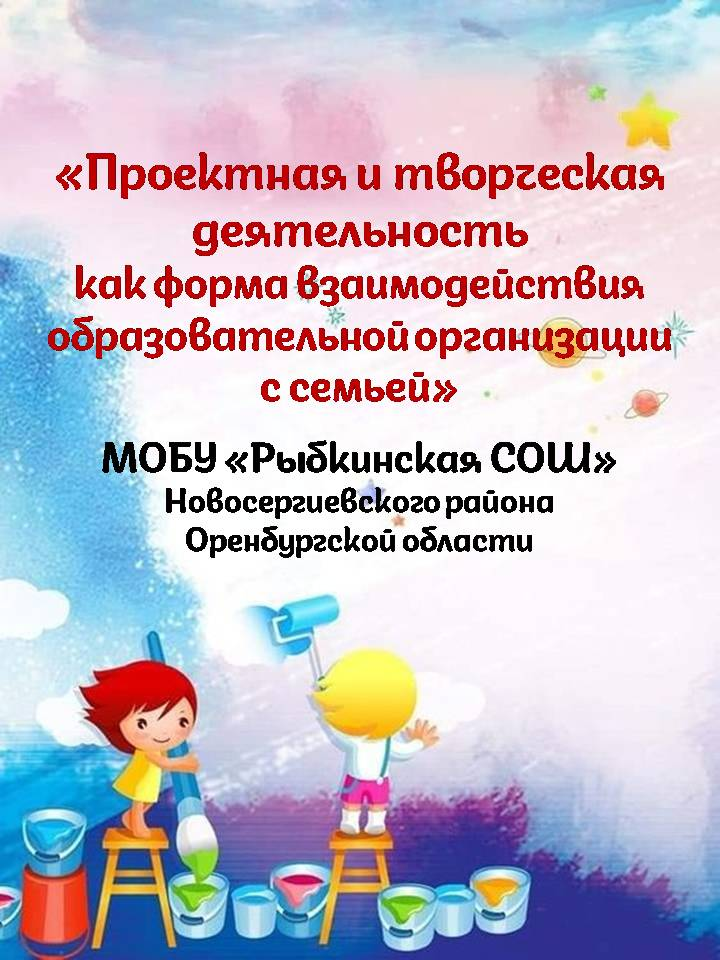 «Проектная и творческая
деятельность
как форма взаимодействия
образовательной организации
с семьей»
МОБУ «Рыбкинская СОШ»
Новосергиевского района
Оренбургской области